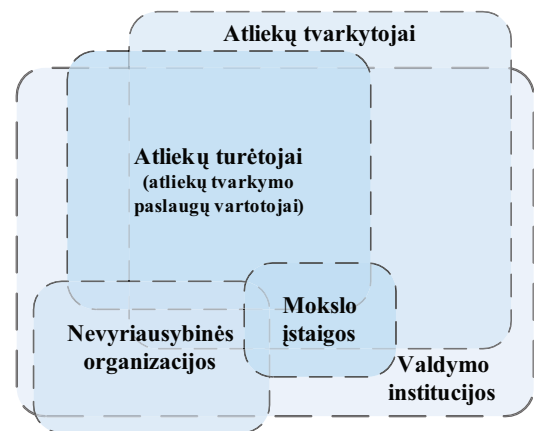 Atliekų tvarkytojai
Atliekų turėtojai
(atliekų tvarkymo
paslaugų vartotojai)
Mokslo
įstaigos
Nevyriausybinės
organizacijos
Valdymo
institucijos